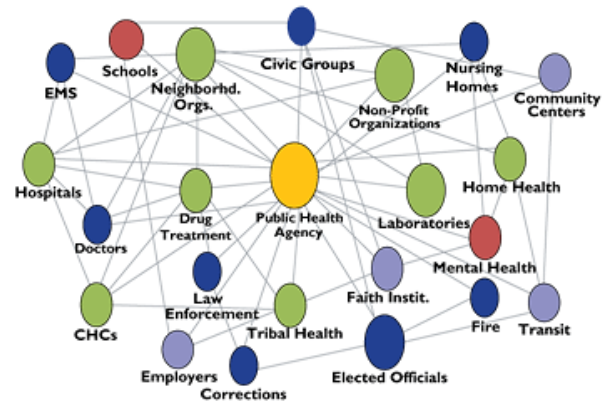 Schools
Civic Groups
Nursing
Homes
EMS
Neighborhd.
Orgs.
Non-Profit
Organizations
Community
Centers
Hospitals
Doctors
Drug
Treatment
Public Health
Agency
Laboratories
Home Health
Mental Health
CHCs
Law
Enforcement
Tribal Health
Faith Instit.
Fire
Transit
Employers
Corrections
Elected Officials